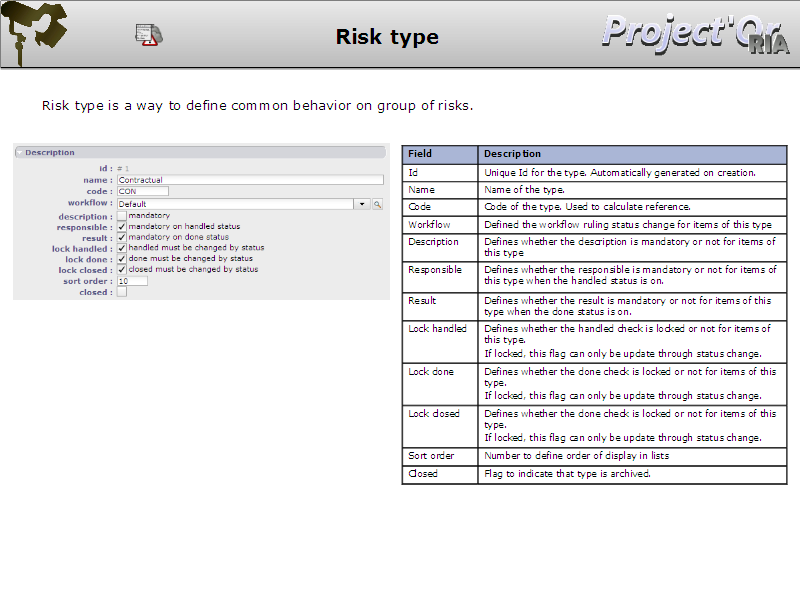 Risk type
Project'Or
RIA
Risk type is a way to define common behavior on group of risks.
Description
id : # 1
name : Contractual
code : CON
workflow : Default
description : mandatory
responsible : mandatory on handled status
result : mandatory on done status
lock handled : handled must be changed by status
lock done : done must be changed by status
lock closed : closed must be changed by status
sort order : 10
closed :
Field Description
Id Unique Id for the type. Automatically generated on creation.
Name Name of the type.
Code Code of the type. Used to calculate reference.
Workflow Defined the workflow ruling status change for items of this type
Description Defines whether the description is mandatory or not for items of
this type
Responsible Defines whether the responsible is mandatory or not for items of
this type when the handled status is on.
Result Defines whether the result is mandatory or not for items of this
type when the done status is on.
Lock handled Defines whether the handled check is locked or not for items of
this type.
If locked, this flag can only be update through status change.
Lock done Defines whether the done check is locked or not for items of this
type.
If locked, this flag can only be update through status change.
Lock closed Defines whether the done check is locked or not for items of this
type.
If locked, this flag can only be update through status change.
Sort order Number to define order of display in lists
Closed Flag to indicate that type is archived.